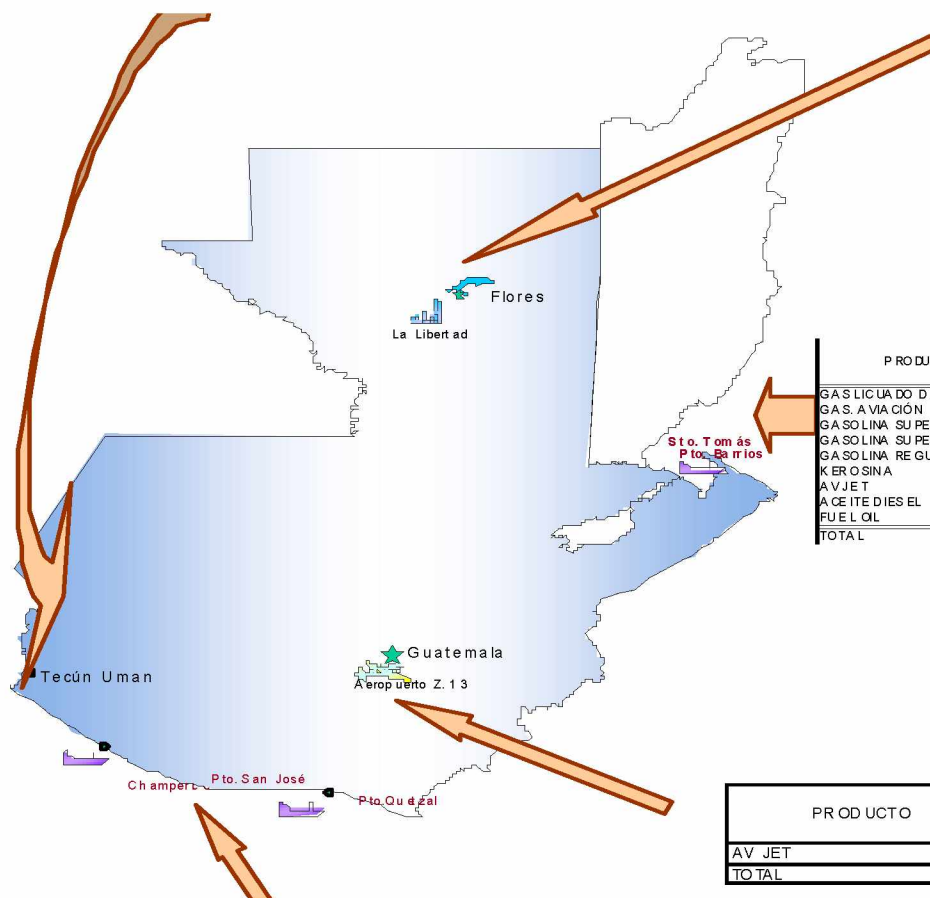 Flores
La Libertad
PRODU
GAS LICUADO D
GAS. AVIACIÓN
GASOLINA SUPE
GASOLINA SUPE
GASOLINA REGU
KEROSINA
AVJET
ACEITE DIESEL
FUEL OIL
TOTAL
Sto. Tomás
Pto. Barrios
Guatemala
Aeropuerto Z.13
Tecún Uman
Pto. San José
Pto Quetzal
PRODUCTO
AV JET
TOTAL